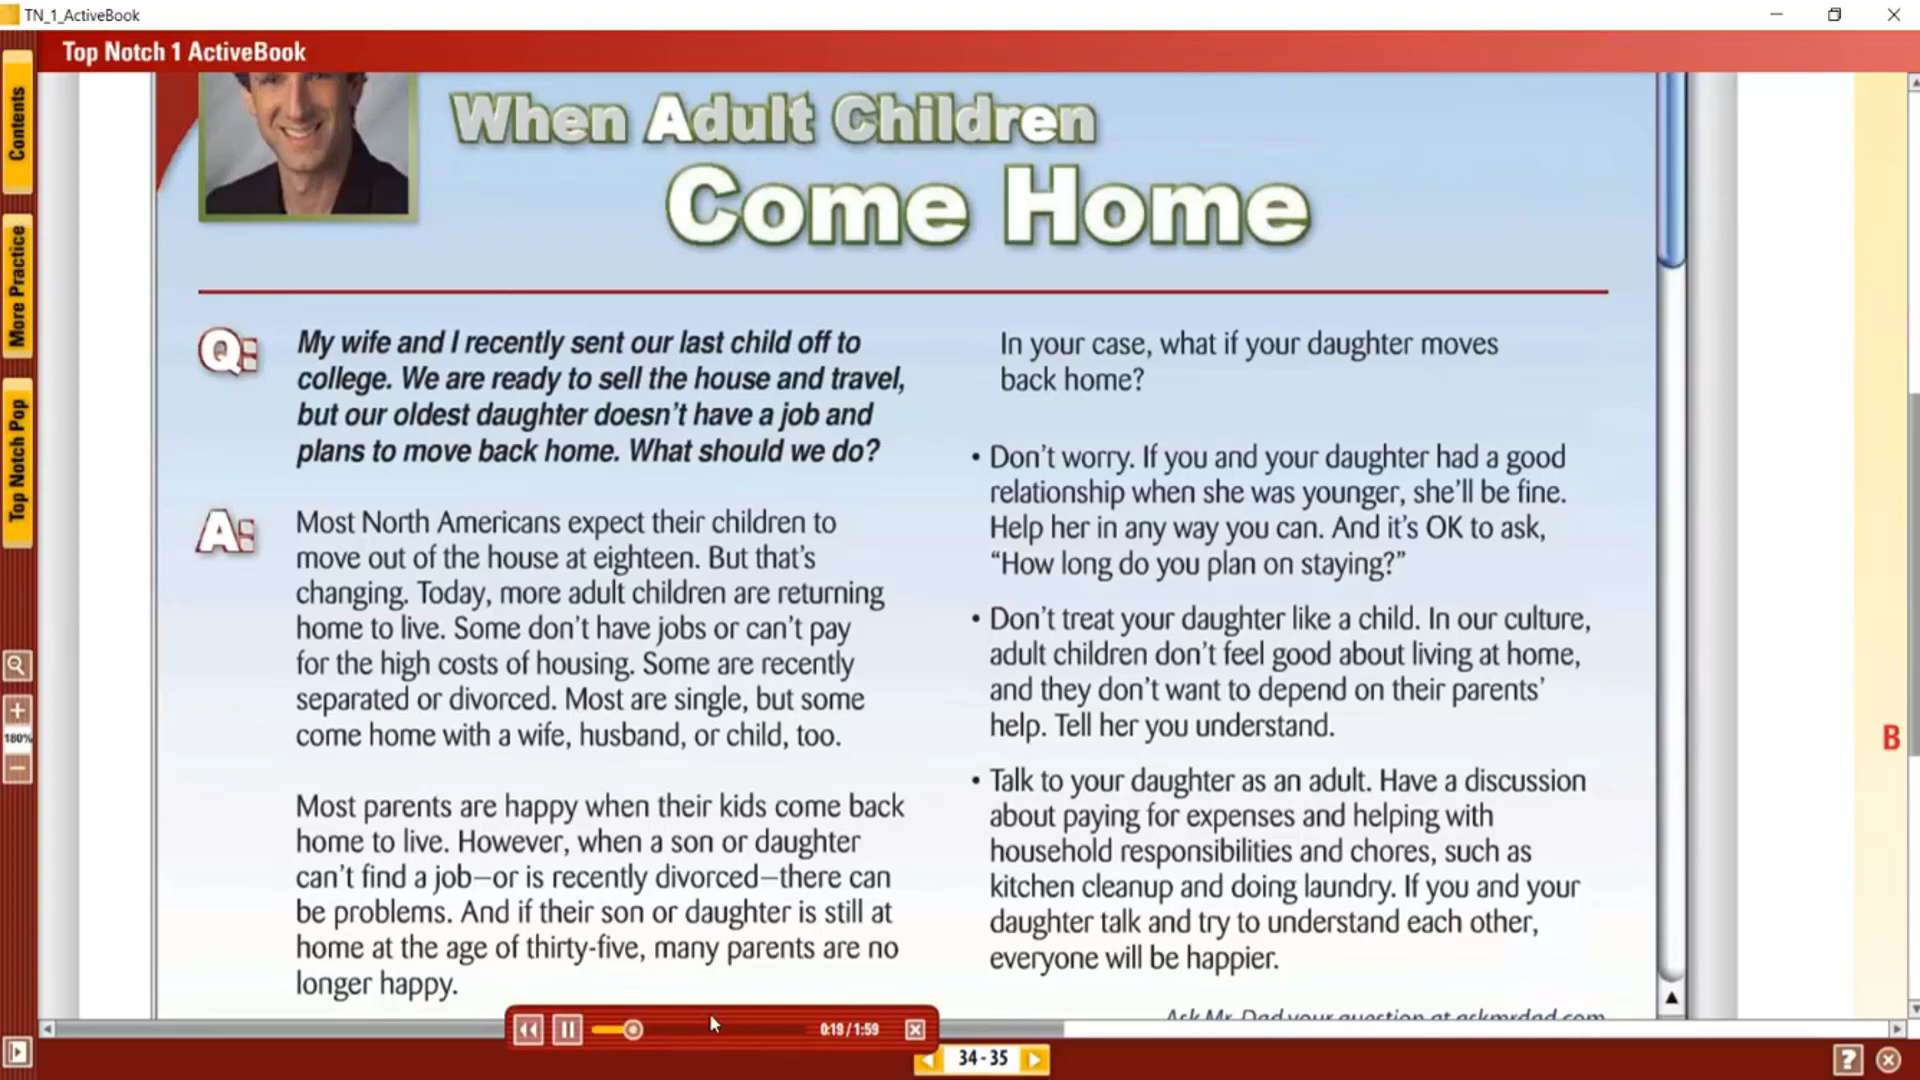 TN_1_ActiveBook
Top Notch 1 ActiveBook
Contents
More Practice
Top Notch Pop
180%
When Adult Children
Come Home
Q:
My wife and I recently sent our last child off to
college. We are ready to sell the house and travel,
but our oldest daughter doesn't have a job and
plans to move back home. What should we do?
A:
Most North Americans expect their children to
move out of the house at eighteen. But that's
changing. Today, more adult children are returning
home to live. Some don't have jobs or can't pay
for the high costs of housing. Some are recently
separated or divorced. Most are single, but some
come home with a wife, husband, or child, too.
Most parents are happy when their kids come back
home to live. However, when a son or daughter
can't find a job—or is recently divorced—there can
be problems. And if their son or daughter is still at
home at the age of thirty-five, many parents are no
longer happy.
In your case, what if your daughter moves
back home?
• Don't worry. If you and your daughter had a good
relationship when she was younger, she'll be fine.
Help her in any way you can. And it's OK to ask,
“How long do you plan on staying?”
• Don't treat your daughter like a child. In our culture,
adult children don't feel good about living at home,
and they don't want to depend on their parents'
help. Tell her you understand.
• Talk to your daughter as an adult. Have a discussion
about paying for expenses and helping with
household responsibilities and chores, such as
kitchen cleanup and doing laundry. If you and your
daughter talk and try to understand each other,
everyone will be happier.
Ask Mr. Dad your question at askmrdad.com
B
0:19 / 1:59
34 - 35
?